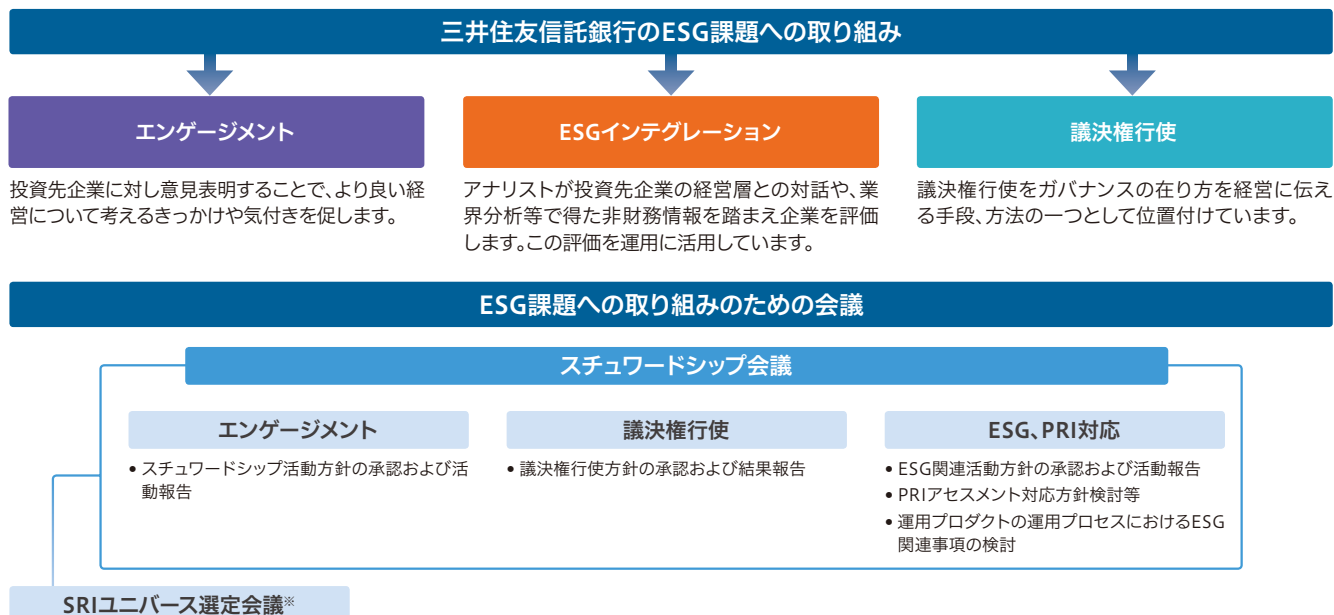 三井住友信託銀行のESG課題への取り組み
エンゲージメント
投資先企業に対し意見表明することで、より良い経
営について考えるきっかけや気付きを促します。
ESGインテグレーション
アナリストが投資先企業の経営層との対話や、業
界分析等で得た非財務情報を踏まえ企業を評価
します。この評価を運用に活用しています。
議決権行使
議決権行使をガバナンスの在り方を経営に伝え
る手段、方法の一つとして位置付けています。
ESG課題への取り組みのための会議
スチュワードシップ会議
エンゲージメント
• スチュワードシップ活動方針の承認および活
動報告
議決権行使
• 議決権行使方針の承認および結果報告
ESG、PRI対応
• ESG関連活動方針の承認および活動報告
• PRIアセスメント対応方針検討等
• 運用プロダクトの運用プロセスにおけるESG
関連事項の検討
SRIユニバース選定会議※